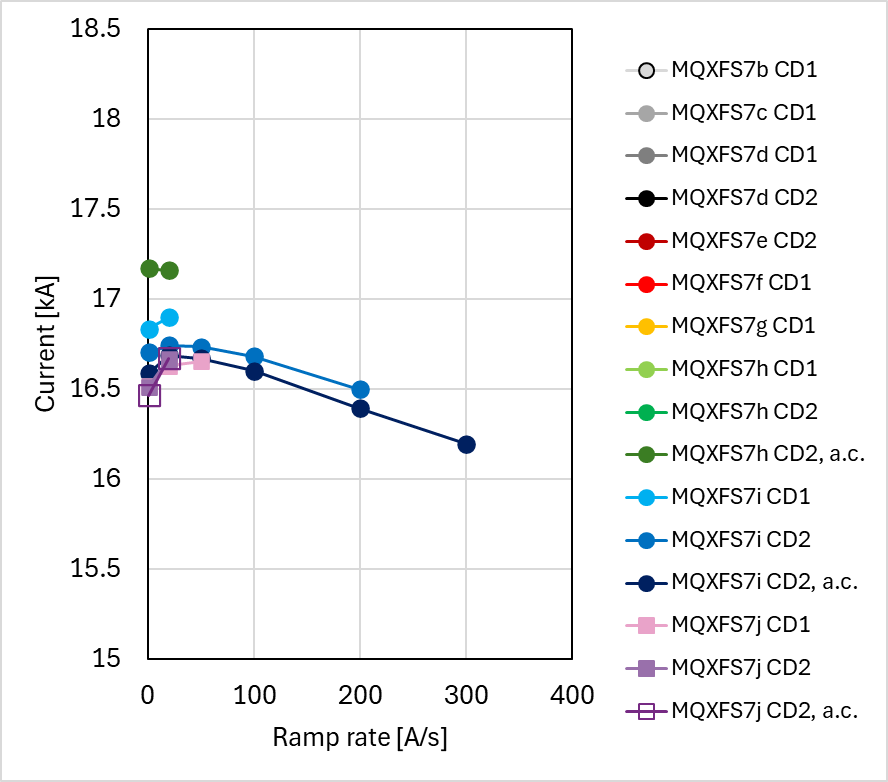 18.5
18
17.5
17
16.5
16
15.5
15
Current [kA]
0 100 200 300 400
Ramp rate [A/s]
MQXFS7b CD1
MQXFS7c CD1
MQXFS7d CD1
MQXFS7d CD2
MQXFS7e CD2
MQXFS7f CD1
MQXFS7g CD1
MQXFS7h CD1
MQXFS7h CD2
MQXFS7h CD2, a.c.
MQXFS7i CD1
MQXFS7i CD2
MQXFS7i CD2, a.c.
MQXFS7j CD1
MQXFS7j CD2
MQXFS7j CD2, a.c.